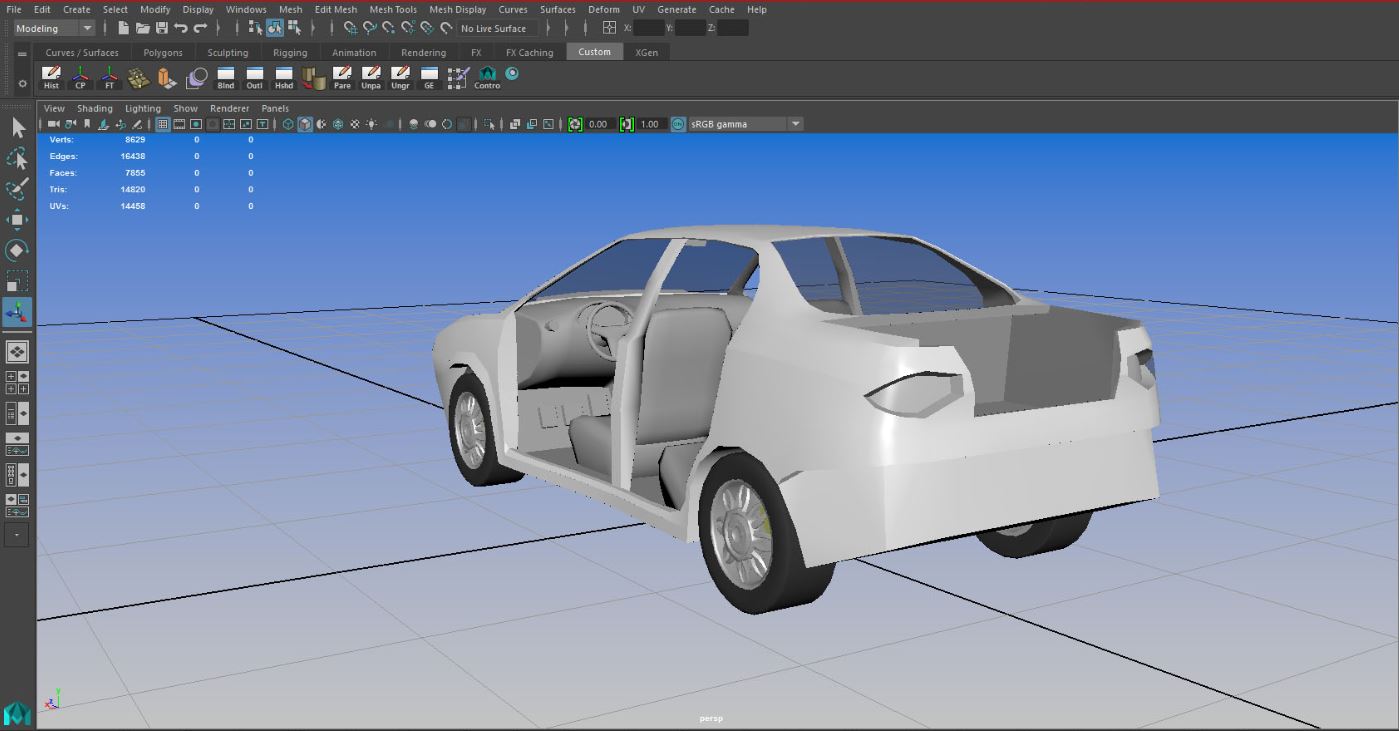 File Edit Create Select Modify Display Windows Mesh Edit Mesh Mesh Tools Mesh Display Curves Surfaces Deform UV Generate Cache Help
Modeling No Live Surface X: Y: Z:
Curves / Surfaces Polygons Sculpting Rigging Animation Rendering FX FX Caching Custom XGen
Hist CP FT Blnd Outl Hshd Pare Unpa Ungr GE Contro
View Shading Lighting Show Renderer Panels
0.00 1.00 ON sRGB gamma
Verts: 8629 0 0
Edges: 16438 0 0
Faces: 7855 0 0
Tris: 14820 0 0
UVs: 14458 0 0
y
z
x
persp